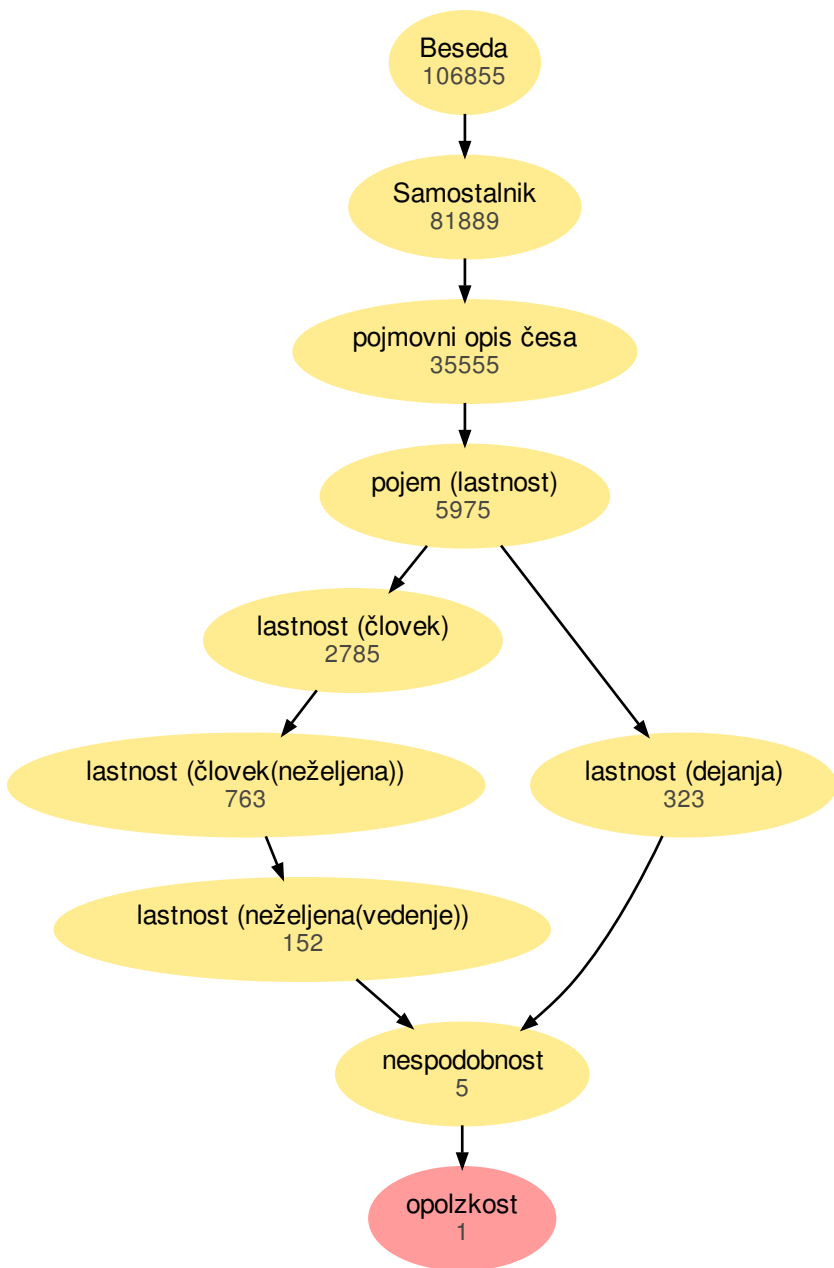 Beseda
106855
Samostalnik
81889
pojmovni opis česa
35555
pojem (lastnost)
5975
lastnost (človek)
2785
lastnost (človek(neželjena))
763
lastnost (dejanja)
323
lastnost (neželjena(vedenje))
152
nespodobnost
5
opolzkost
1